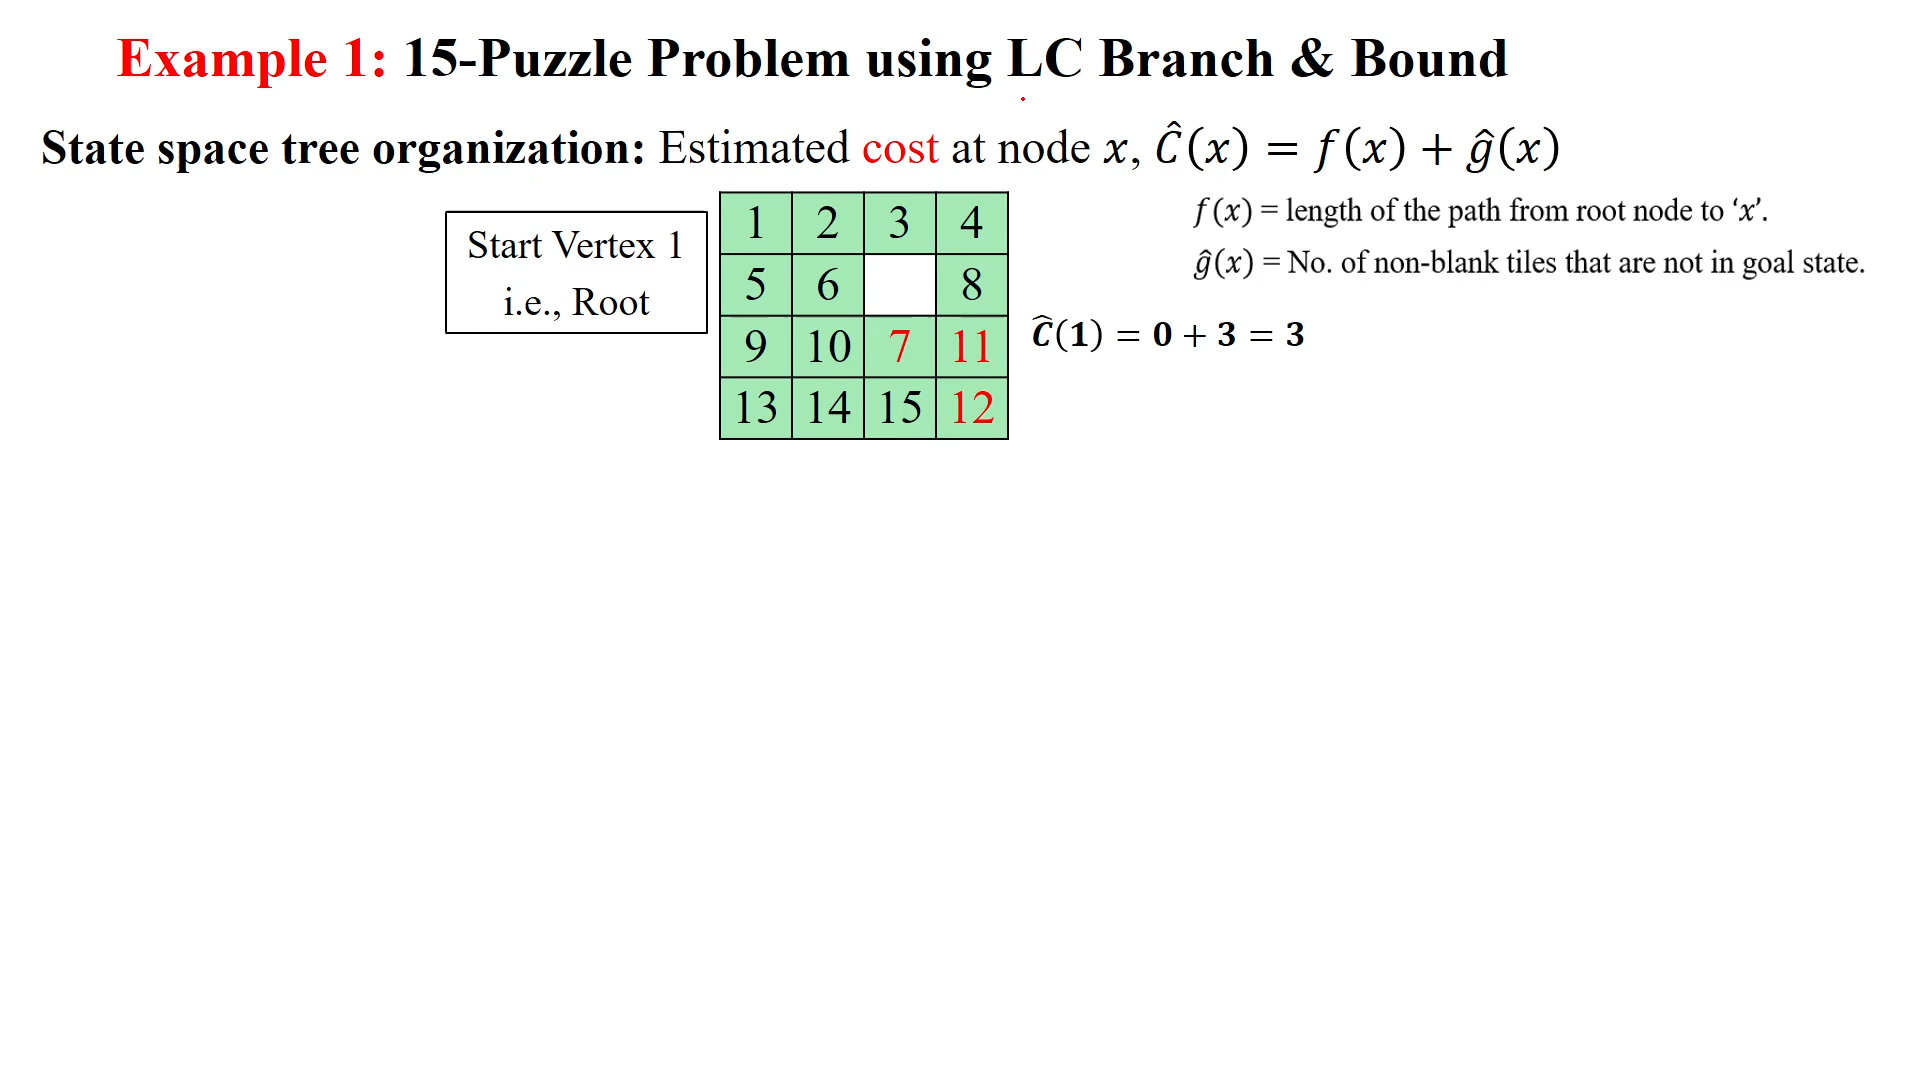 Example 1: 15-Puzzle Problem using LC Branch & Bound
State space tree organization: Estimated cost at node x, Ĉ(x) = f(x) + ĝ(x)
f(x) = length of the path from root node to ‘x’.
ĝ(x) = No. of non-blank tiles that are not in goal state.
Start Vertex 1
i.e., Root
1 2 3 4
5 6 8
9 10 7 11
13 14 15 12
Ĉ(1) = 0 + 3 = 3